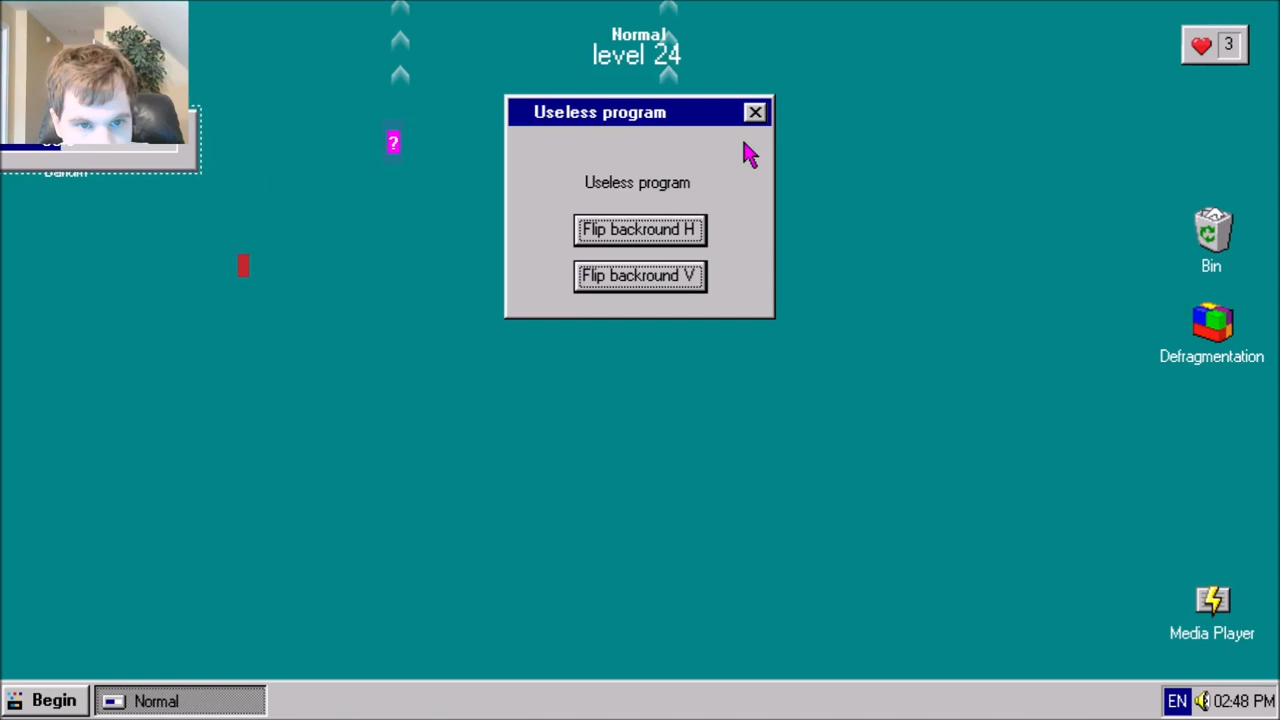 Normal
level 24
3
Useless program
?
Useless program
Flip backround H
Flip backround V
Bin
Defragmentation
Media Player
Begin
Normal
EN
02:48 PM